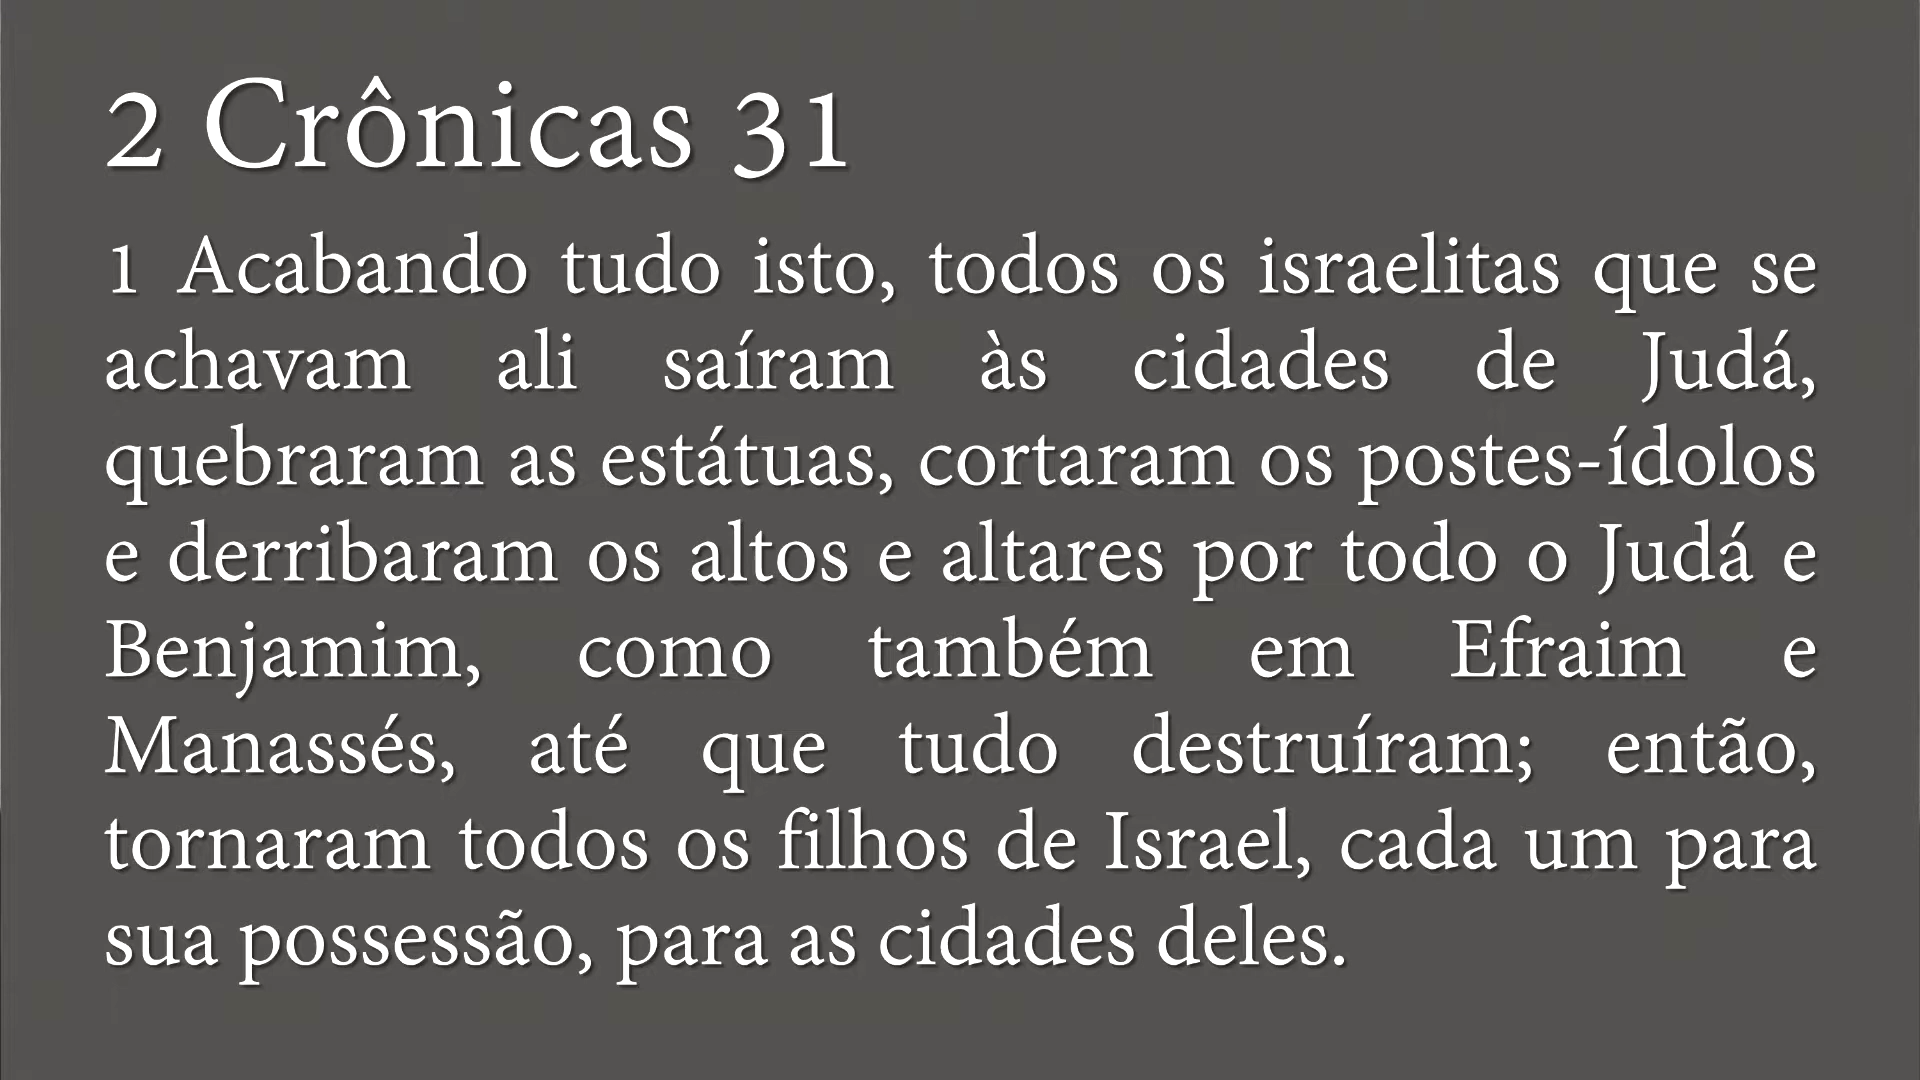 2 Crônicas 31
1 Acabando tudo isto, todos os israelitas que se
achavam ali saíram às cidades de Judá,
quebraram as estátuas, cortaram os postes-ídolos
e derribaram os altos e altares por todo o Judá e
Benjamim, como também em Efraim e
Manassés, até que tudo destruíram; então,
tornaram todos os filhos de Israel, cada um para
sua possessão, para as cidades deles.